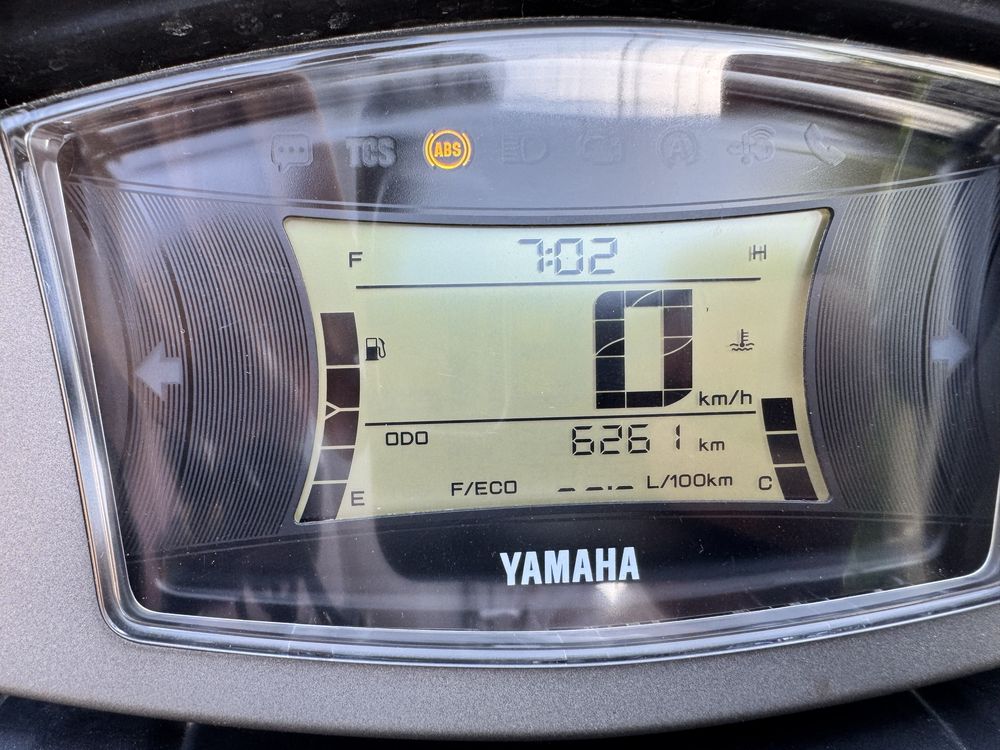 TCS ABS
F 7:02 H
0 km/h
ODO 6261 km
E F/ECO L/100km C
YAMAHA